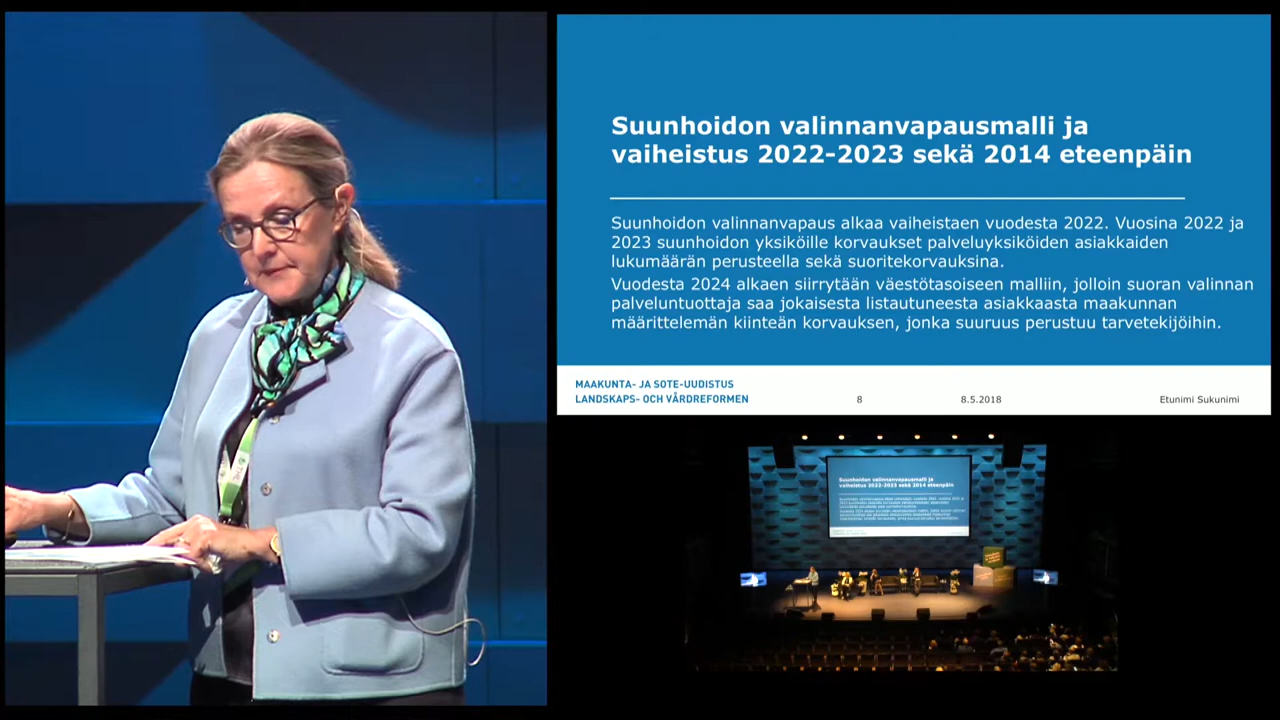 Suunhoidon valinnanvapausmalli ja
vaiheistus 2022-2023 sekä 2014 eteenpäin
Suunhoidon valinnanvapaus alkaa vaiheistaen vuodesta 2022. Vuosina 2022 ja
2023 suunhoidon yksiköille korvaukset palveluyksiköiden asiakkaiden
lukumäärän perusteella sekä suoritekorvauksina.
Vuodesta 2024 alkaen siirrytään väestötasoiseen malliin, jolloin suoran valinnan
palveluntuottaja saa jokaisesta listautuneesta asiakkaasta maakunnan
määrittelemän kiinteän korvauksen, jonka suuruus perustuu tarvetekijöihin.
MAAKUNTA- JA SOTE-UUDISTUS
LANDSKAPS- OCH VÅRDREFORMEN
8
8.5.2018
Etunimi Sukunimi
Suunhoidon valinnanvapausmalli ja
vaiheistus 2022-2023 sekä 2014 eteenpäin